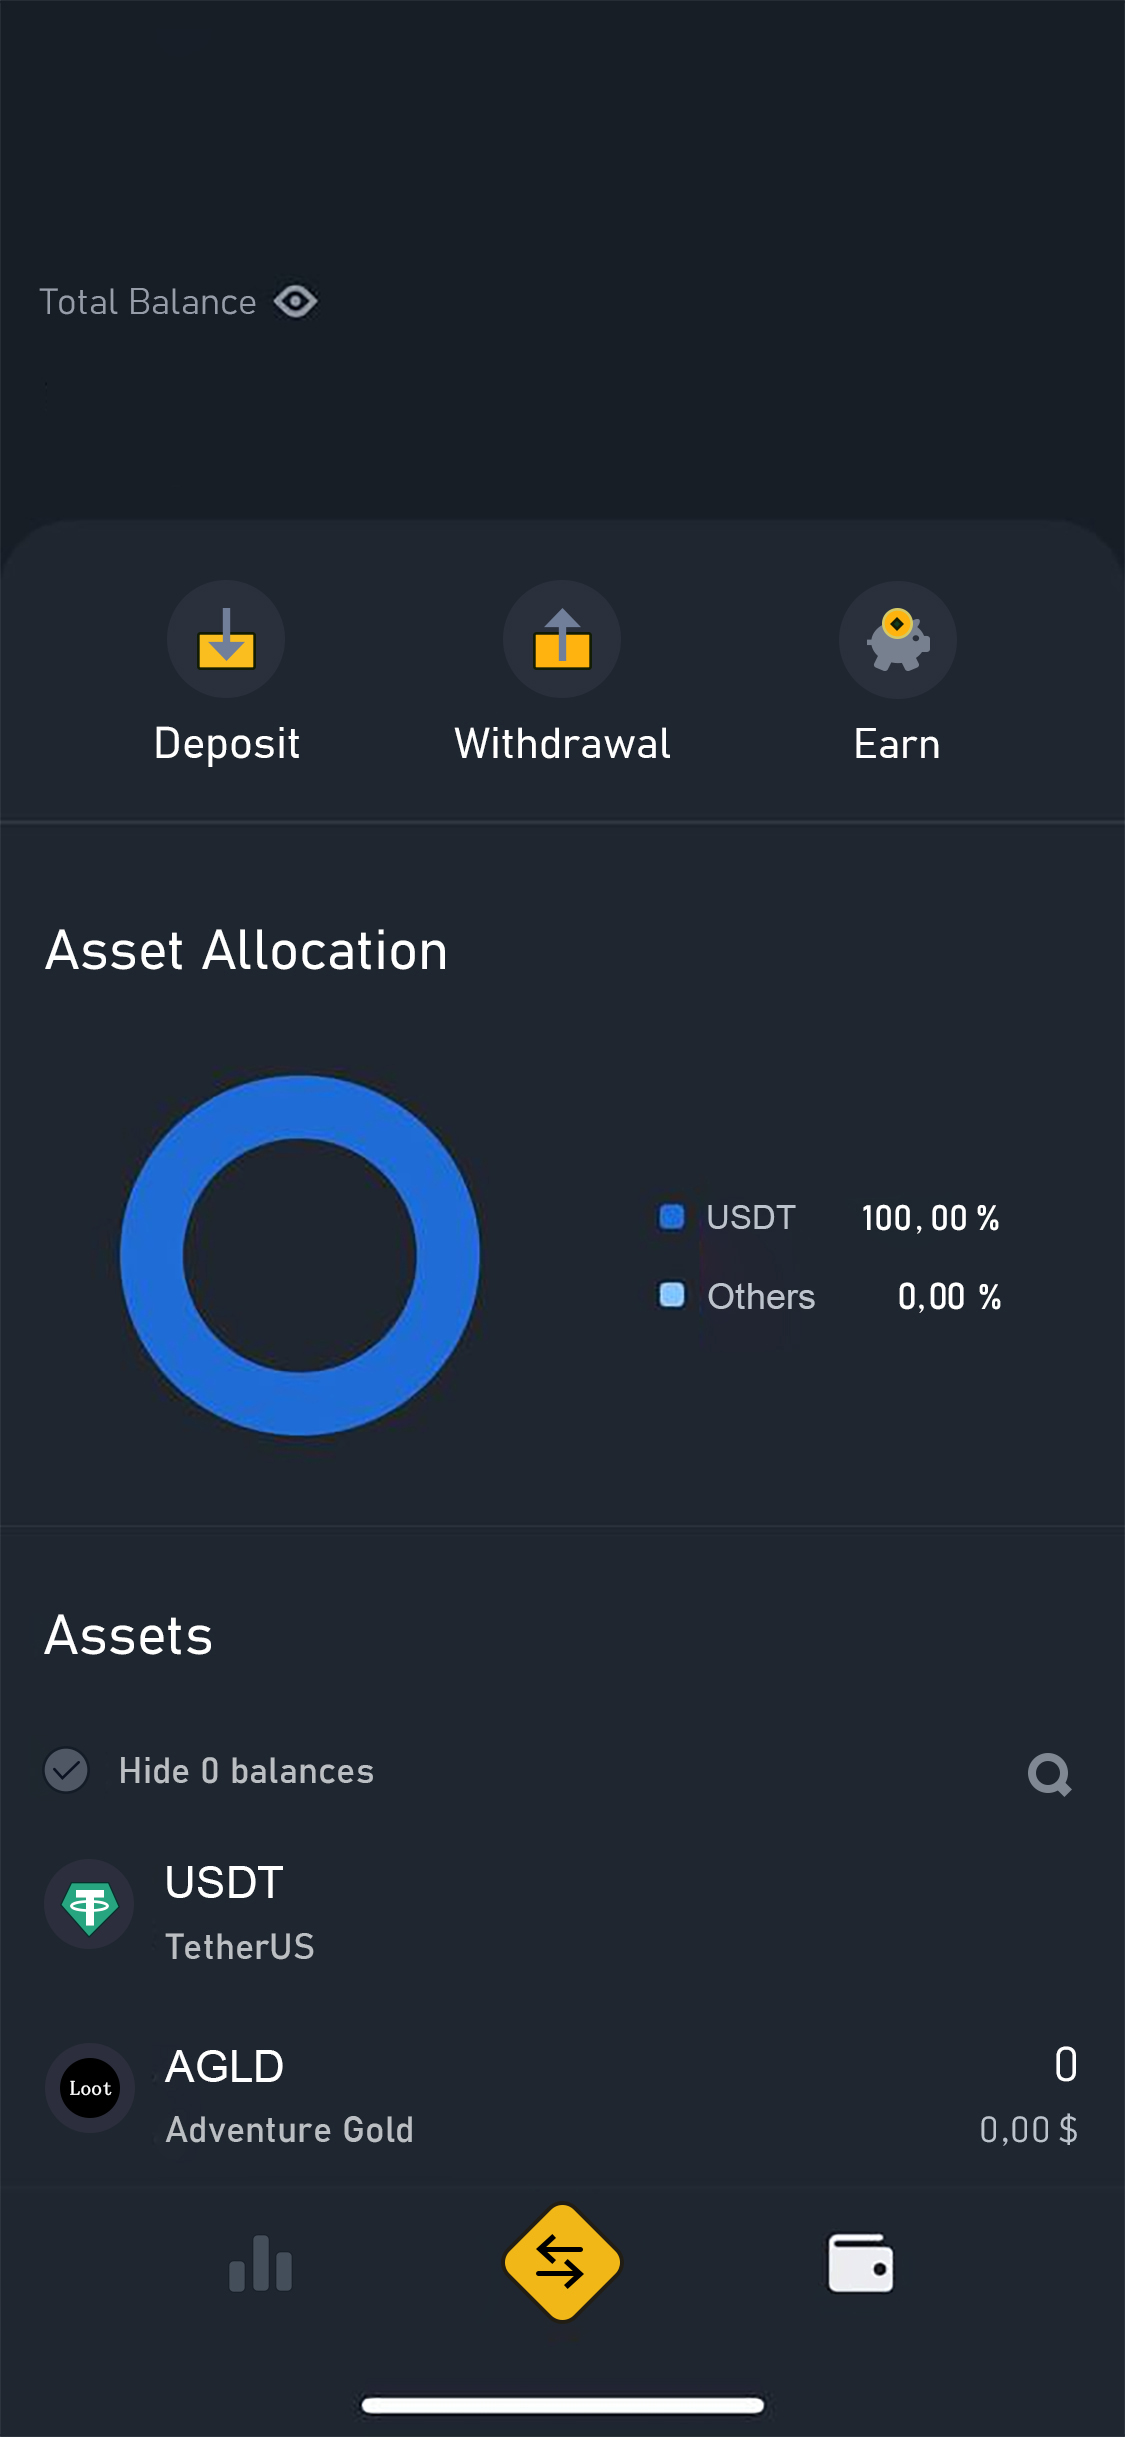 Total Balance
Deposit
Withdrawal
Earn
Asset Allocation
USDT 100,00 %
Others 0,00 %
Assets
Hide 0 balances
USDT
TetherUS
Loot
AGLD 0
Adventure Gold 0,00 $